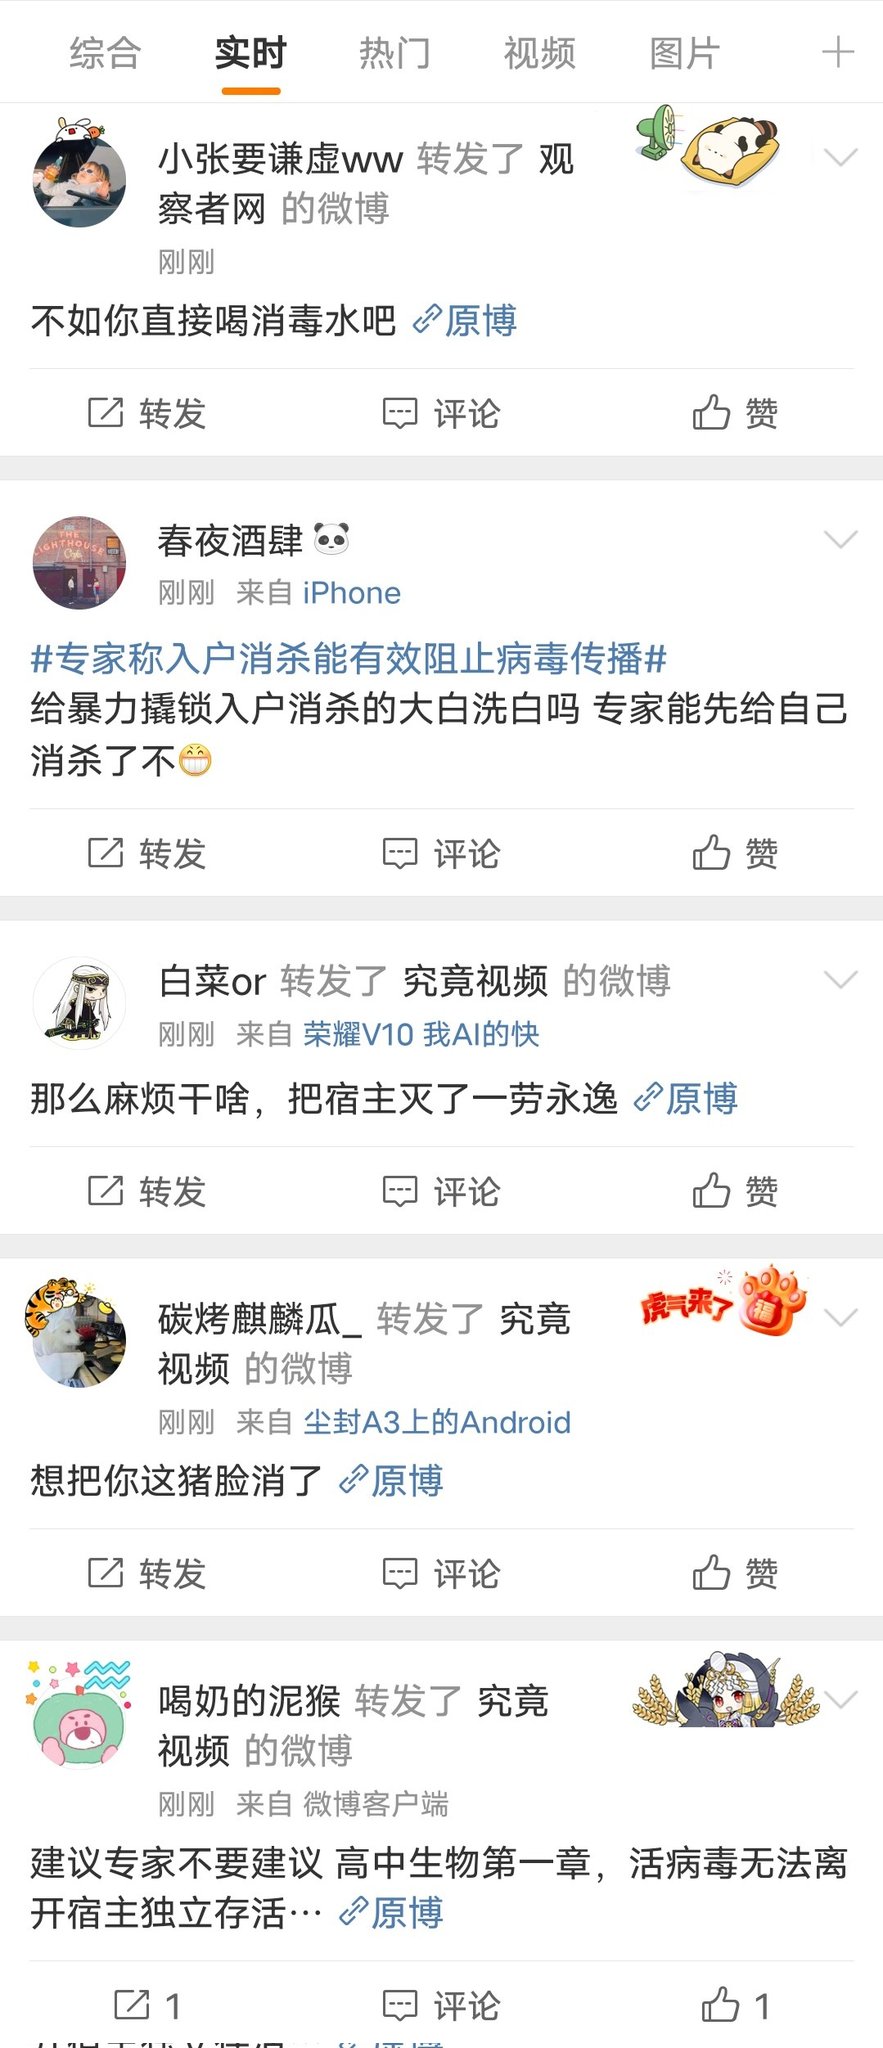 综合 实时 热门 视频 图片
小张要谦虚ww 转发了 观
察者网 的微博
刚刚
不如你直接喝消毒水吧 原博
转发 评论 赞
THE
LIGHTHOUSE
春夜酒肆
刚刚 来自 iPhone
#专家称入户消杀能有效阻止病毒传播#
给暴力撬锁入户消杀的大白洗白吗 专家能先给自己
消杀了不
转发 评论 赞
白菜or 转发了 究竟视频 的微博
刚刚 来自 荣耀V10 我AI的快
那么麻烦干啥，把宿主灭了一劳永逸 原博
转发 评论 赞
虎气来了 福
碳烤麒麟瓜_ 转发了 究竟
视频 的微博
刚刚 来自 尘封A3上的Android
想把你这猪脸消了 原博
转发 评论 赞
喝奶的泥猴 转发了 究竟
视频 的微博
刚刚 来自 微博客户端
建议专家不要建议 高中生物第一章，活病毒无法离
开宿主独立存活… 原博
1 评论 1